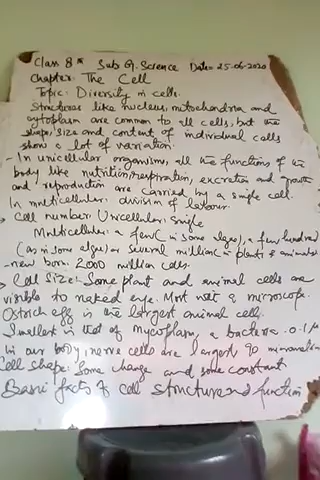 Class 8th Sub Gr. Science Date= 25.06.2020
Chapter: The Cell
Topic: Diversity in cells.
Structures like nucleus, mitochondria and
cytoplasm are common to all cells, but the
shape, size and content of individual cells
show a lot of variation.
- In unicellular organisms, all the functions of the
body like nutrition, respiration, excretion and growth
and reproduction are carried by a single cell.
In multicellular: division of labour.
Cell number: Unicellular: Single
Multicellular: a few (in some algae), a few hundred
(as in some algae) or several million (in plants & animals)
- new born: 2000 million cells.
Cell Size: Some plant and animal cells are
visible to naked eye. Most need a microscope.
Ostrich egg is the largest animal cell.
Smallest is that of mycoplasm, a bacteria. 0.1 μ
In our body, nerve cells are largest 90
Cell shape: Some change and some constant
Basic facts of cell structure and function